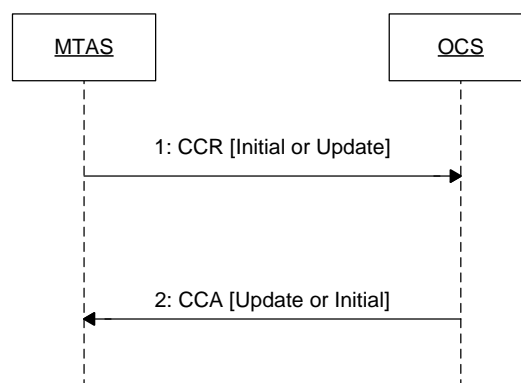 MTAS
OCS
1: CCR [Initial or Update]
2: CCA [Update or Initial]